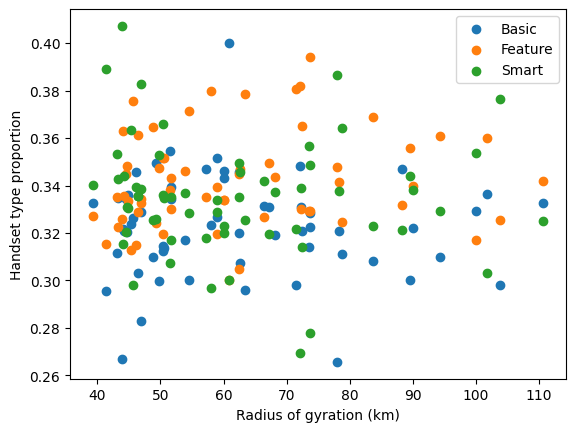 Basic
Feature
Smart
0.40
0.38
0.36
0.34
0.32
0.30
0.28
0.26
Handset type proportion
40 50 60 70 80 90 100 110
Radius of gyration (km)